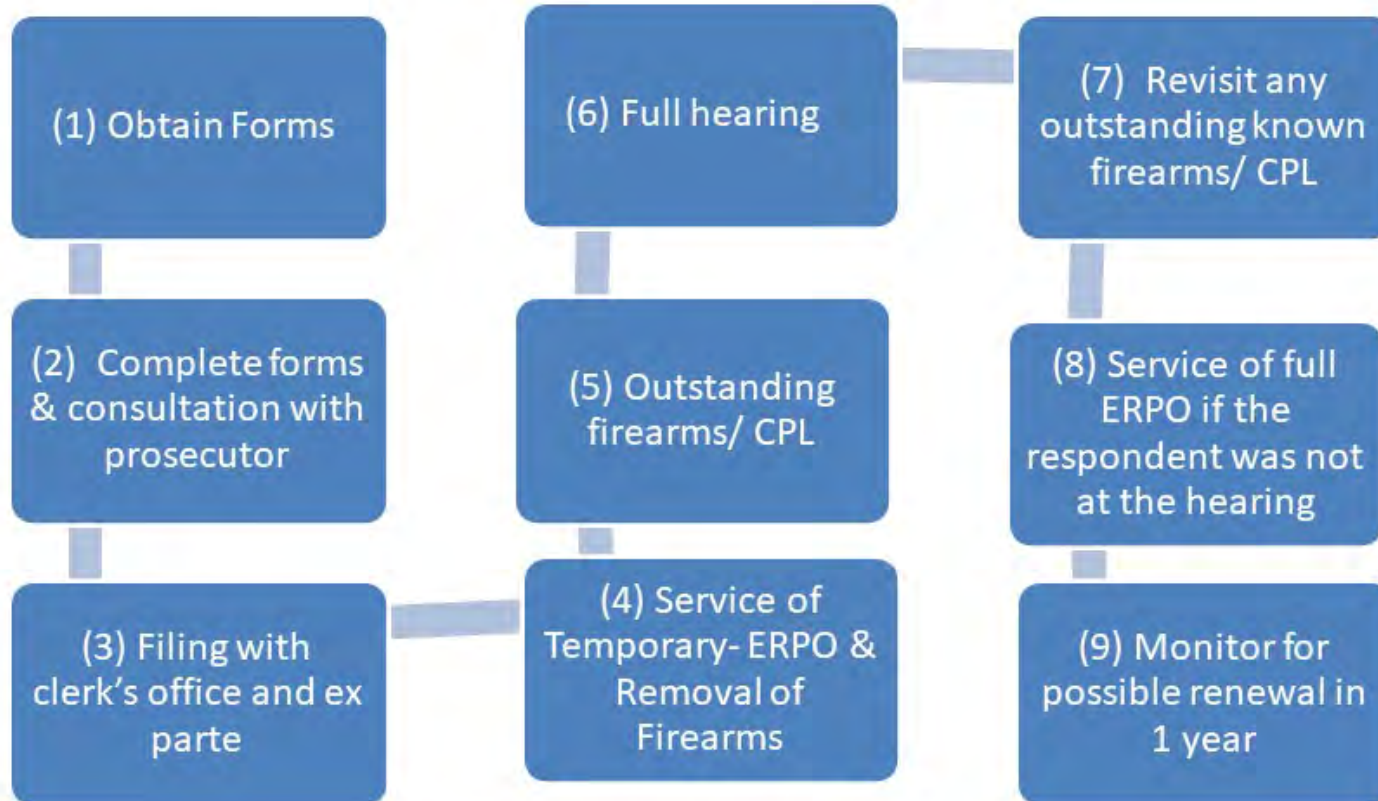 (1) Obtain Forms
(2) Complete forms
& consultation with
prosecutor
(3) Filing with
clerk's office and ex
parte
(4) Service of
Temporary- ERPO &
Removal of
Firearms
(5) Outstanding
firearms/ CPL
(6) Full hearing
(7) Revisit any
outstanding known
firearms/ CPL
(8) Service of full
ERPO if the
respondent was not
at the hearing
(9) Monitor for
possible renewal in
1 year